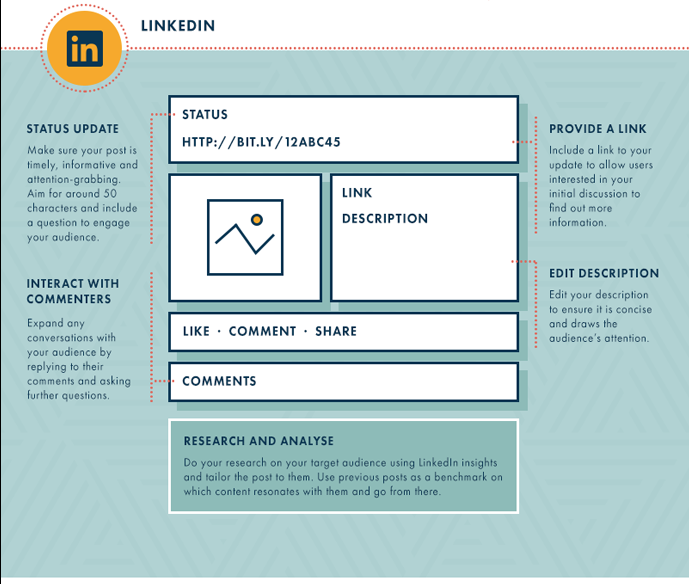 in
LINKEDIN
STATUS UPDATE
Make sure your post is
timely, informative and
attention-grabbing.
Aim for around 50
characters and include
a question to engage
your audience.
INTERACT WITH
COMMENTERS
Expand any
conversations with
your audience by
replying to their
comments and asking
further questions.
STATUS
HTTP://BIT.LY/12ABC45
LINK
DESCRIPTION
LIKE · COMMENT · SHARE
COMMENTS
PROVIDE A LINK
Include a link to your
update to allow users
interested in your
initial discussion to
find out more
information.
EDIT DESCRIPTION
Edit your description
to ensure it is concise
and draws the
audience's attention.
RESEARCH AND ANALYSE
Do your research on your target audience using LinkedIn insights
and tailor the post to them. Use previous posts as a benchmark on
which content resonates with them and go from there.